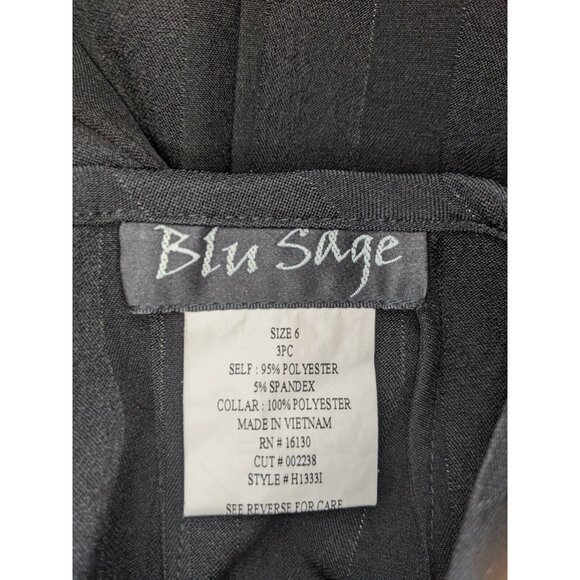 Blu Sage
SIZE 6
3PC
SELF : 95% POLYESTER
5% SPANDEX
COLLAR : 100% POLYESTER
MADE IN VIETNAM
RN # 16130
CUT # 002238
STYLE # H1333I
SEE REVERSE FOR CARE